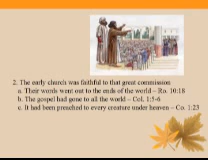 2. The early church was faithful to that great commission
a. Their words went out to the ends of the world – Ro. 10:18
b. The gospel had gone to all the world – Col. 1:5-6
c. It had been preached to every creature under heaven – Co. 1:23